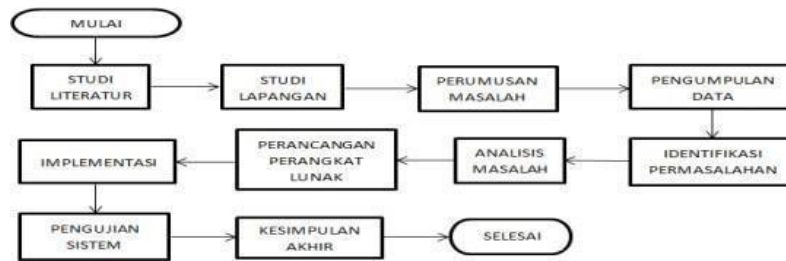 MULAI
STUDI
LITERATUR
STUDI
LAPANGAN
PERUMUSAN
MASALAH
PENGUMPULAN
DATA
IDENTIFIKASI
PERMASALAHAN
ANALISIS
MASALAH
PERANCANGAN
PERANGKAT
LUNAK
IMPLEMENTASI
PENGUJIAN
SISTEM
KESIMPULAN
AKHIR
SELESAI